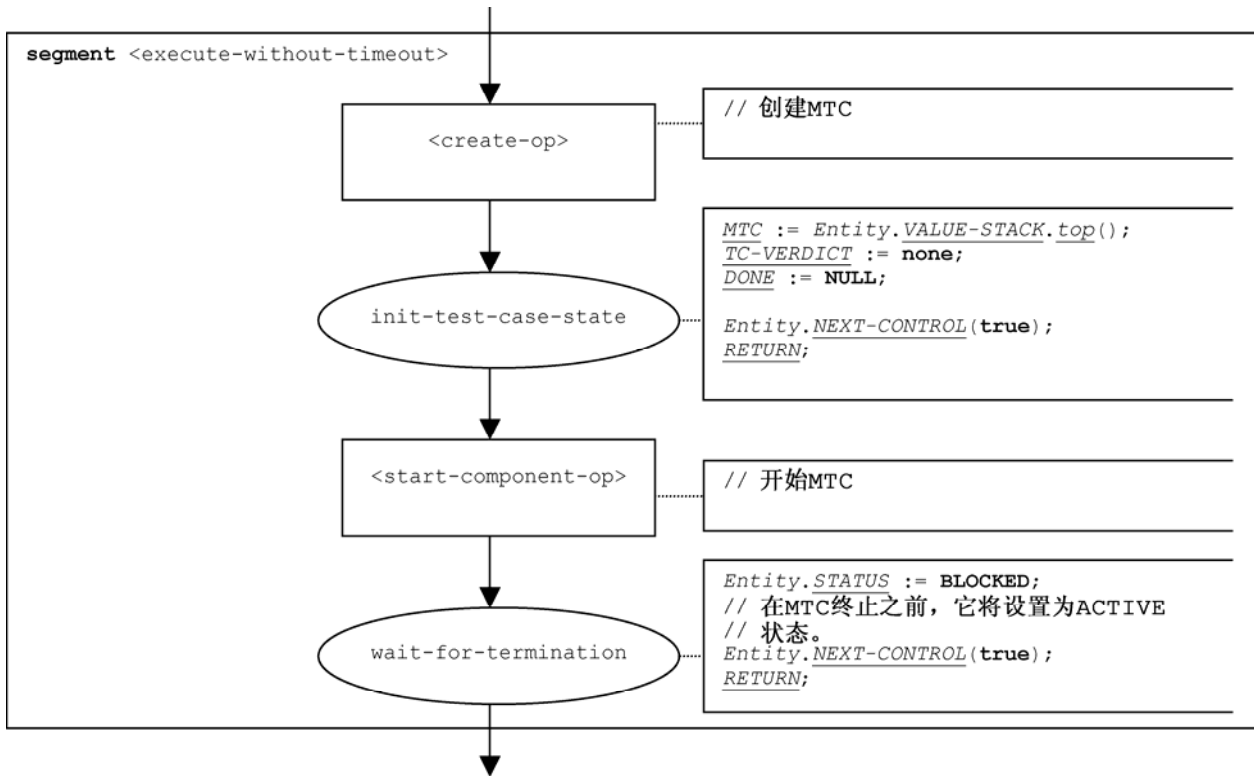 segment <execute-without-timeout>
<create-op>
// 创建MTC
init-test-case-state
MTC := Entity.VALUE-STACK.top();
TC-VERDICT := none;
DONE := NULL;
Entity.NEXT-CONTROL(true);
RETURN;
<start-component-op>
// 开始MTC
wait-for-termination
Entity.STATUS := BLOCKED;
// 在MTC终止之前，它将设置为ACTIVE
// 状态。
Entity.NEXT-CONTROL(true);
RETURN;